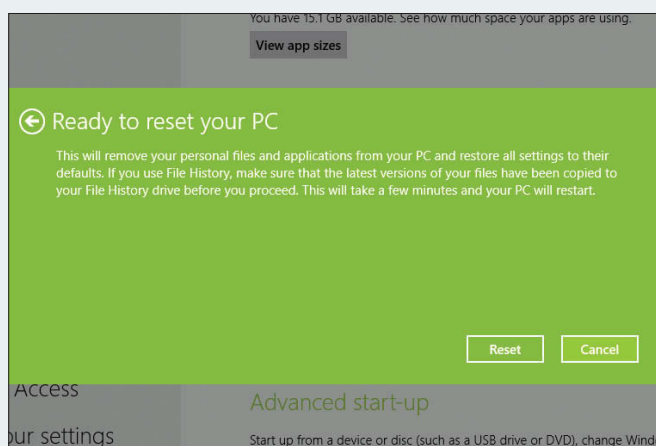 You have 15.1 GB available. See how much space your apps are using.
View app sizes
Ready to reset your PC
This will remove your personal files and applications from your PC and restore all settings to their
defaults. If you use File History, make sure that the latest versions of your files have been copied to
your File History drive before you proceed. This will take a few minutes and your PC will restart.
Reset
Cancel
Access
our settings
Advanced start-up
Start up from a device or disc (such as a USB drive or DVD), change Wind